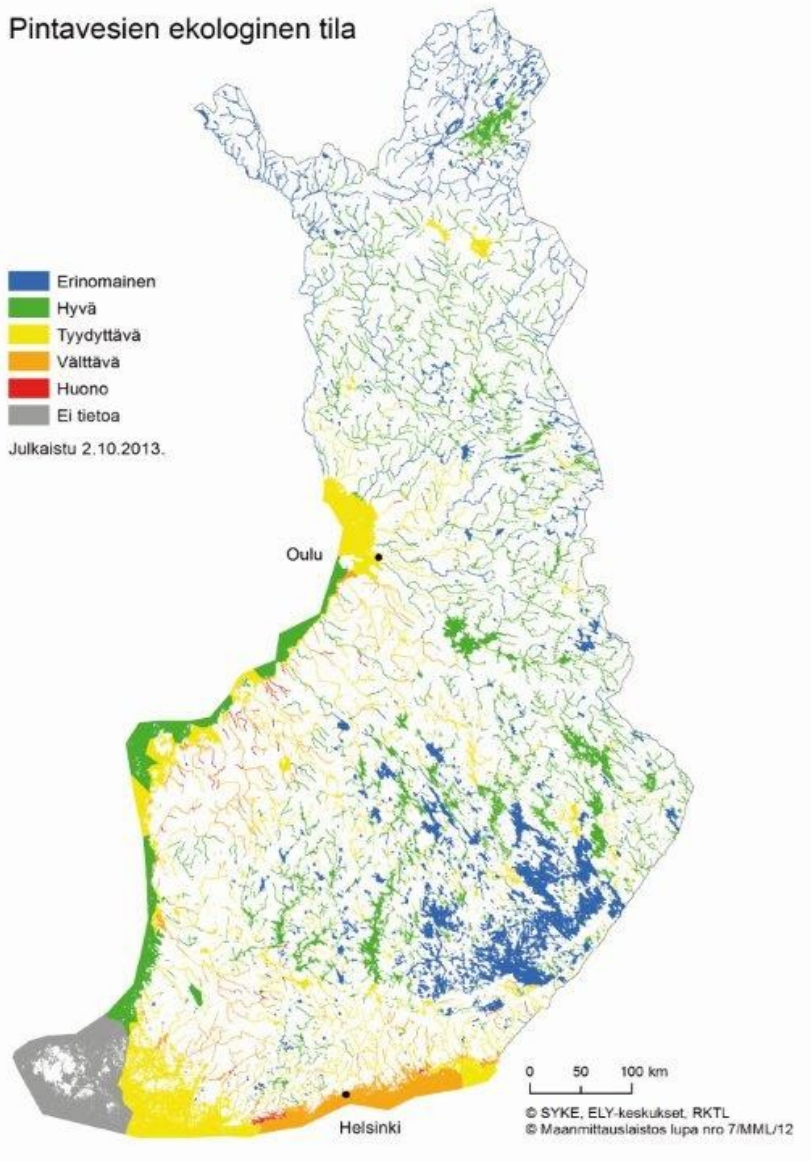 Pintavesien ekologinen tila
Erinomainen
Hyvä
Tyydyttävä
Välttävä
Huono
Ei tietoa
Julkaistu 2.10.2013.
Oulu
Helsinki
0 50 100 km
© SYKE, ELY-keskukset, RKTL
© Maanmittauslaistos lupa nro 7/MML/12